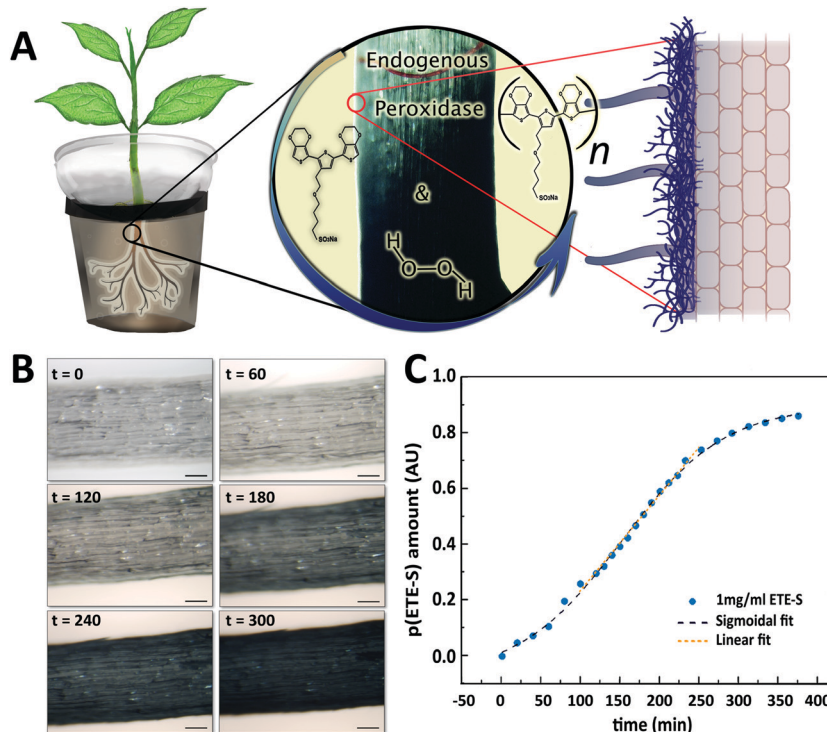 A
Endogenous
Peroxidase
&
SO₃Na
SO₃Na
n
H
O
O
H
B
t = 0
t = 60
t = 120
t = 180
t = 240
t = 300
C
p(ETE-S) amount (AU)
1.0
0.8
0.6
0.4
0.2
0.0
1mg/ml ETE-S
Sigmoidal fit
Linear fit
-50
0
50
100
150
200
250
300
350
400
time (min)